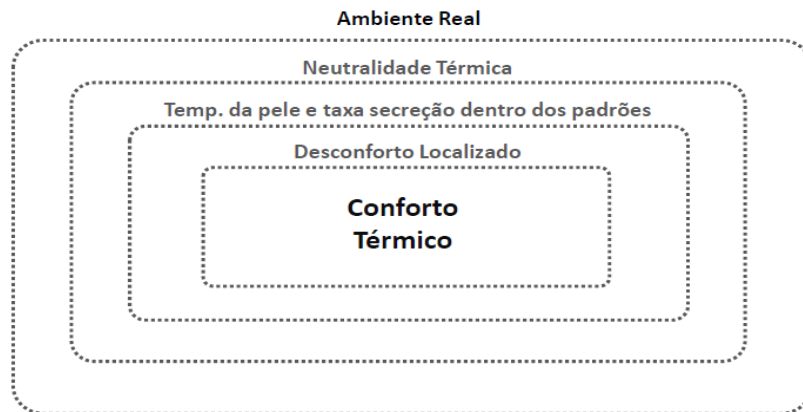 Ambiente Real
Neutralidade Térmica
Temp. da pele e taxa secreção dentro dos padrões
Desconforto Localizado
Conforto
Térmico